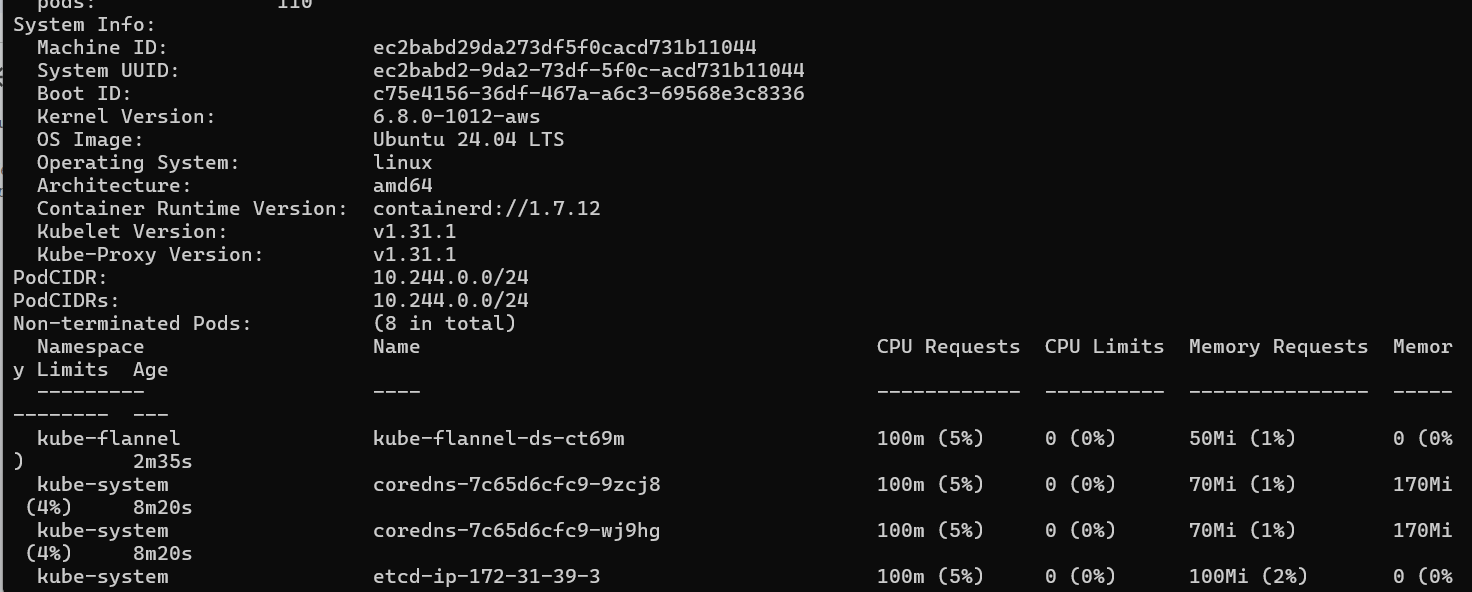 pods:               110
System Info:
  Machine ID:                 ec2babd29da273df5f0cacd731b11044
  System UUID:                ec2babd2-9da2-73df-5f0c-acd731b11044
  Boot ID:                    c75e4156-36df-467a-a6c3-69568e3c8336
  Kernel Version:             6.8.0-1012-aws
  OS Image:                   Ubuntu 24.04 LTS
  Operating System:           linux
  Architecture:               amd64
  Container Runtime Version:  containerd://1.7.12
  Kubelet Version:            v1.31.1
  Kube-Proxy Version:         v1.31.1
PodCIDR:                      10.244.0.0/24
PodCIDRs:                     10.244.0.0/24
Non-terminated Pods:          (8 in total)
  Namespace                   Name                                      CPU Requests  CPU Limits  Memory Requests  Memor
y Limits  Age
  ---------                   ----                                      ------------  ----------  ---------------  -----
--------  ---
  kube-flannel                kube-flannel-ds-ct69m                     100m (5%)     0 (0%)      50Mi (1%)        0 (0%
)         2m35s
  kube-system                 coredns-7c65d6cfc9-9zcj8                  100m (5%)     0 (0%)      70Mi (1%)        170Mi
 (4%)     8m20s
  kube-system                 coredns-7c65d6cfc9-wj9hg                  100m (5%)     0 (0%)      70Mi (1%)        170Mi
 (4%)     8m20s
  kube-system                 etcd-ip-172-31-39-3                       100m (5%)     0 (0%)      100Mi (2%)       0 (0%